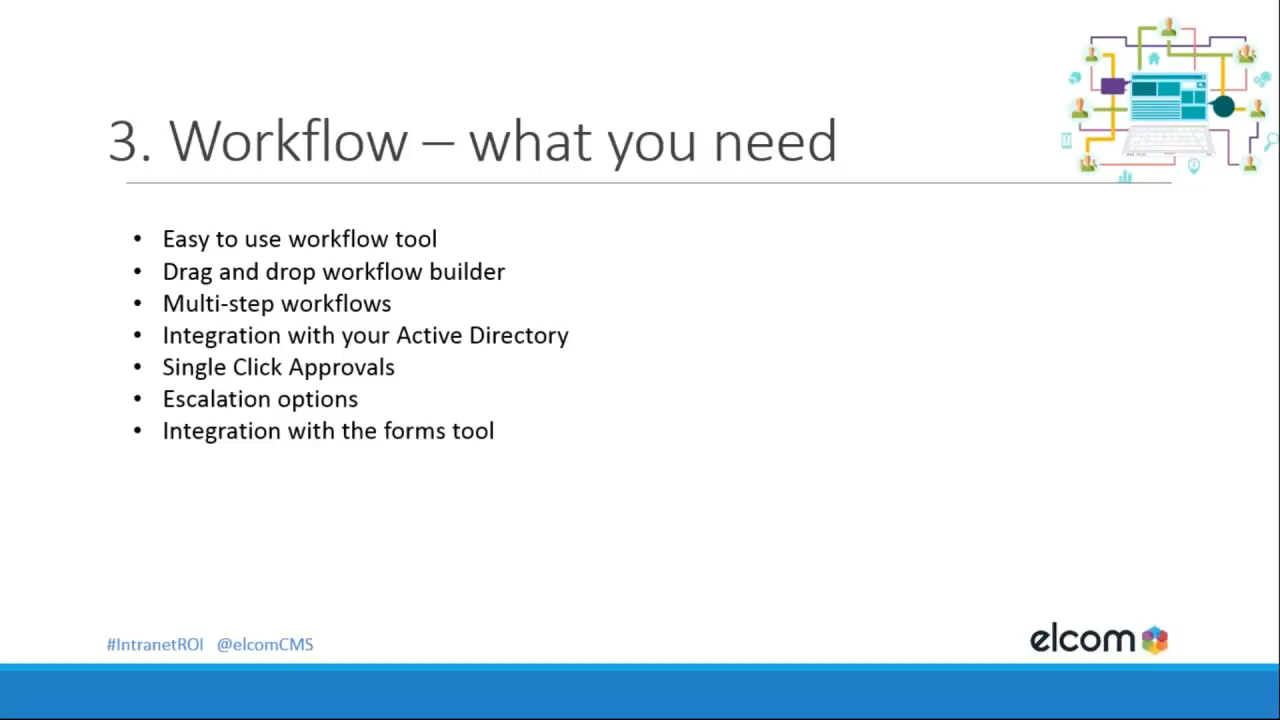 3. Workflow – what you need
• Easy to use workflow tool
• Drag and drop workflow builder
• Multi-step workflows
• Integration with your Active Directory
• Single Click Approvals
• Escalation options
• Integration with the forms tool
#IntranetROI @elcomCMS
elcom